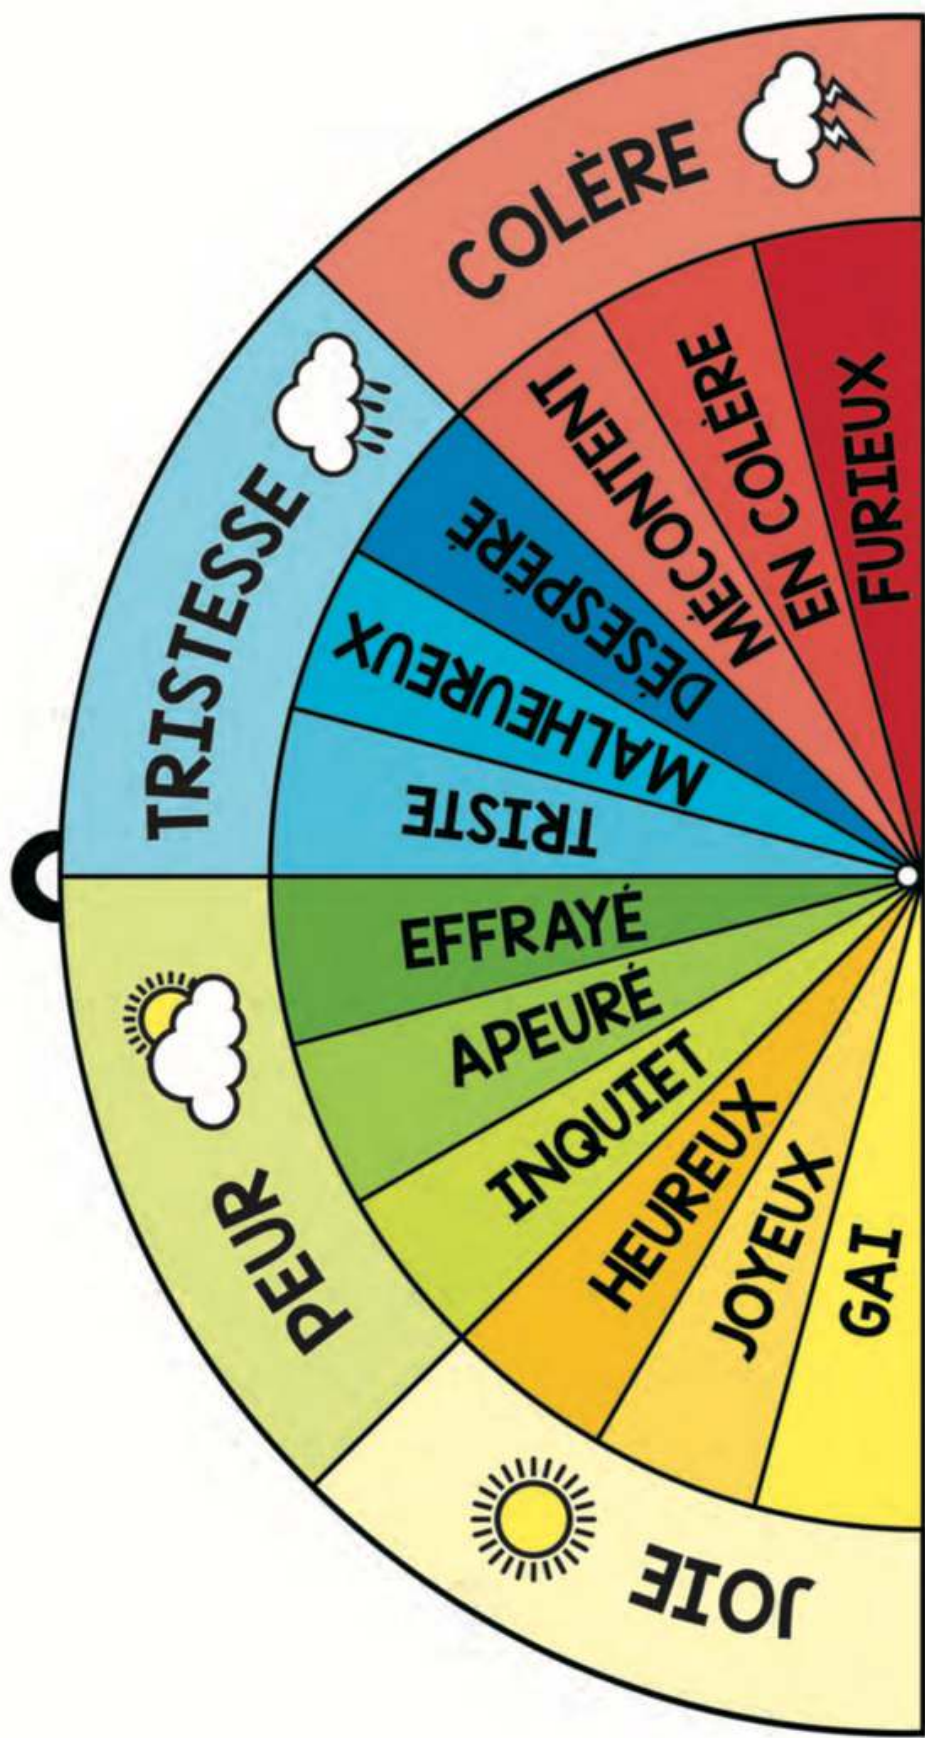 COLÈRE
FURIEUX
EN COLÈRE
MÉCONTENT
TRISTESSE
DÉSESPÉRÉ
MALHEUREUX
TRISTE
PEUR
EFFRAYÉ
APEURÉ
INQUIET
JOIE
HEUREUX
JOYEUX
GAI